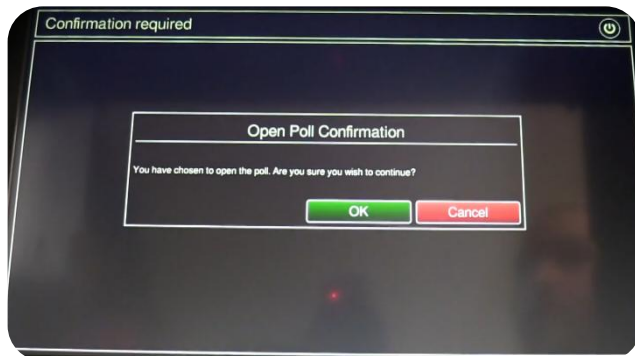 Confirmation required
Open Poll Confirmation
You have chosen to open the poll. Are you sure you wish to continue?
OK
Cancel